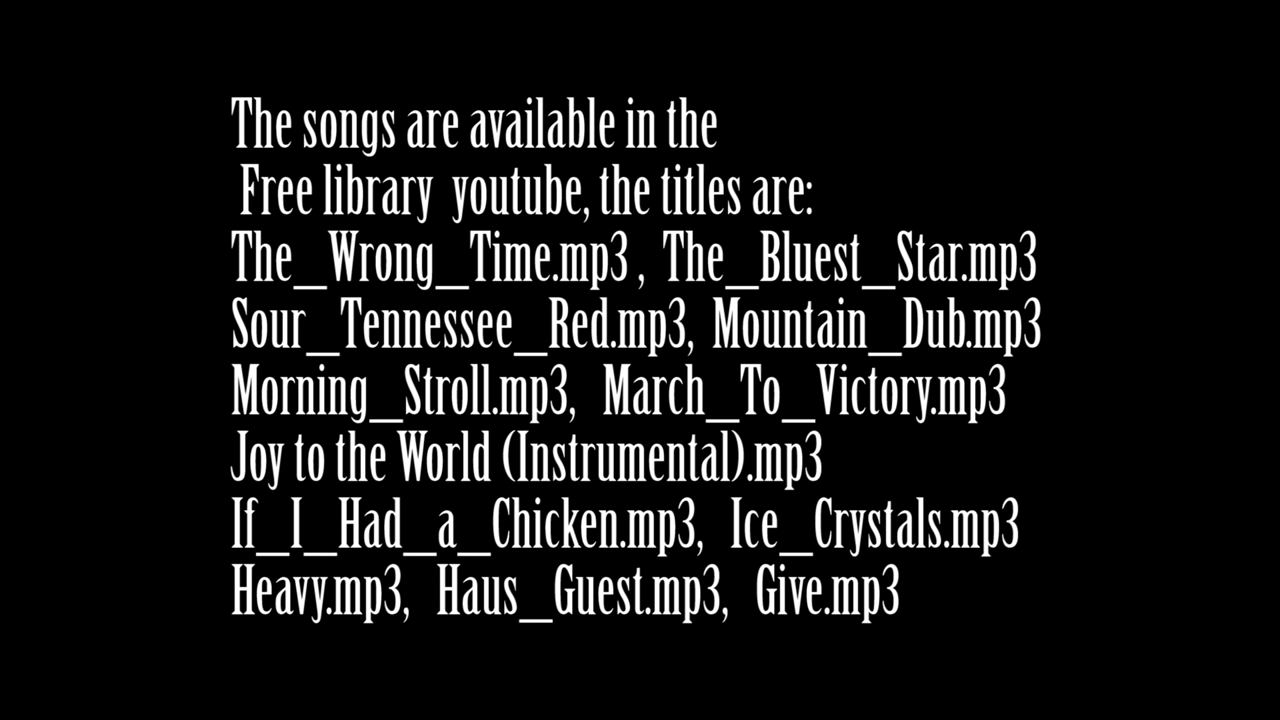 The songs are available in the
Free library youtube, the titles are:
The_Wrong_Time.mp3 , The_Bluest_Star.mp3
Sour_Tennessee_Red.mp3, Mountain_Dub.mp3
Morning_Stroll.mp3, March_To_Victory.mp3
Joy to the World (Instrumental).mp3
If_I_Had_a_Chicken.mp3, Ice_Crystals.mp3
Heavy.mp3, Haus_Guest.mp3, Give.mp3